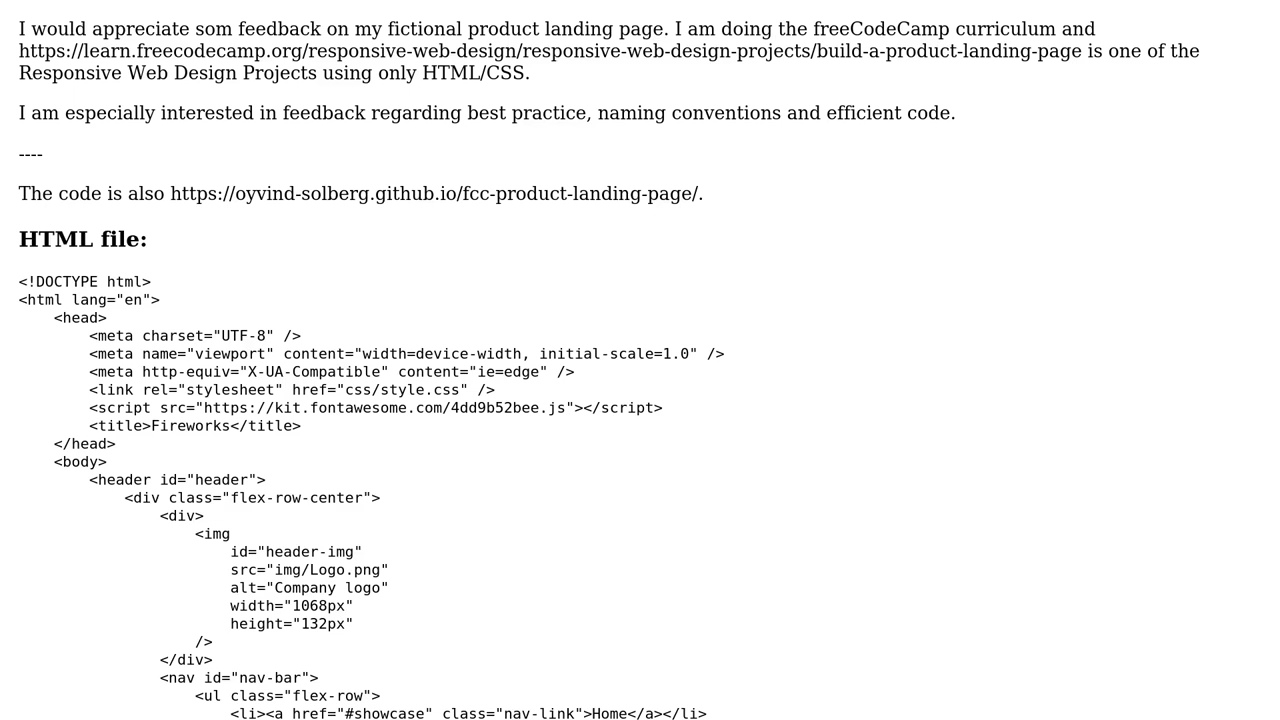 I would appreciate som feedback on my fictional product landing page. I am doing the freeCodeCamp curriculum and
https://learn.freecodecamp.org/responsive-web-design/responsive-web-design-projects/build-a-product-landing-page is one of the
Responsive Web Design Projects using only HTML/CSS.
I am especially interested in feedback regarding best practice, naming conventions and efficient code.
----
The code is also https://oyvind-solberg.github.io/fcc-product-landing-page/.
HTML file:
<!DOCTYPE html>
<html lang="en">
    <head>
        <meta charset="UTF-8" />
        <meta name="viewport" content="width=device-width, initial-scale=1.0" />
        <meta http-equiv="X-UA-Compatible" content="ie=edge" />
        <link rel="stylesheet" href="css/style.css" />
        <script src="https://kit.fontawesome.com/4dd9b52bee.js"></script>
        <title>Fireworks</title>
    </head>
    <body>
        <header id="header">
            <div class="flex-row-center">
                <div>
                    <img
                        id="header-img"
                        src="img/Logo.png"
                        alt="Company logo"
                        width="1068px"
                        height="132px"
                    />
                </div>
                <nav id="nav-bar">
                    <ul class="flex-row">
                        <li><a href="#showcase" class="nav-link">Home</a></li>